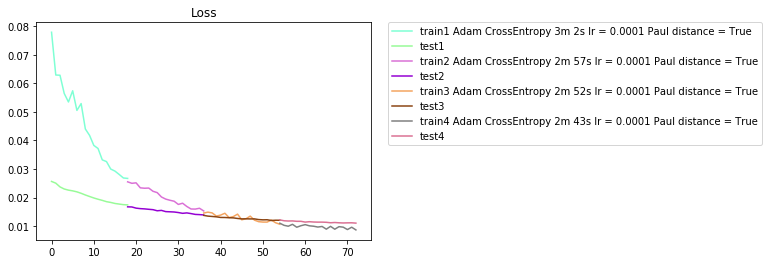 Loss
0.08
0.07
0.06
0.05
0.04
0.03
0.02
0.01
0 10 20 30 40 50 60 70
train1 Adam CrossEntropy 3m 2s lr = 0.0001 Paul distance = True
test1
train2 Adam CrossEntropy 2m 57s lr = 0.0001 Paul distance = True
test2
train3 Adam CrossEntropy 2m 52s lr = 0.0001 Paul distance = True
test3
train4 Adam CrossEntropy 2m 43s lr = 0.0001 Paul distance = True
test4